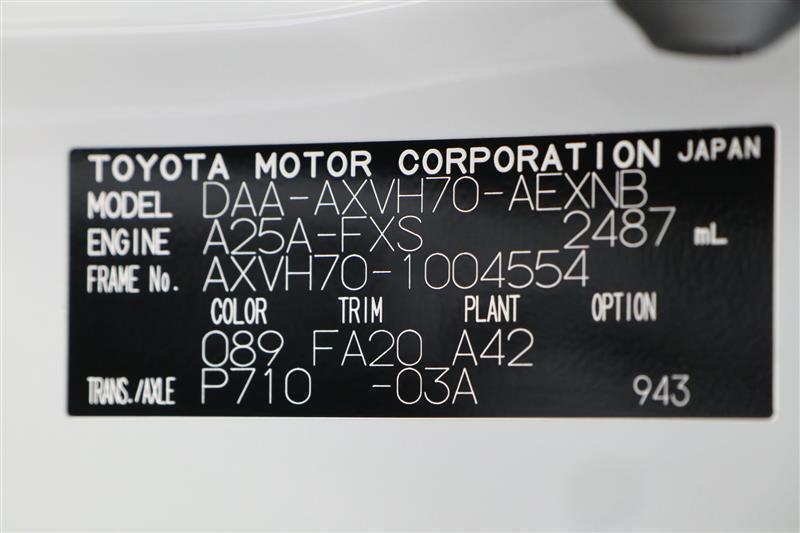 TOYOTA MOTOR CORPORATION JAPAN
MODEL DAA-AXVH70-AEXNB
ENGINE A25A-FXS 2487 mL
FRAME No. AXVH70-1004554
COLOR TRIM PLANT OPTION
089 FA20 A42
TRANS./AXLE P710 -03A 943